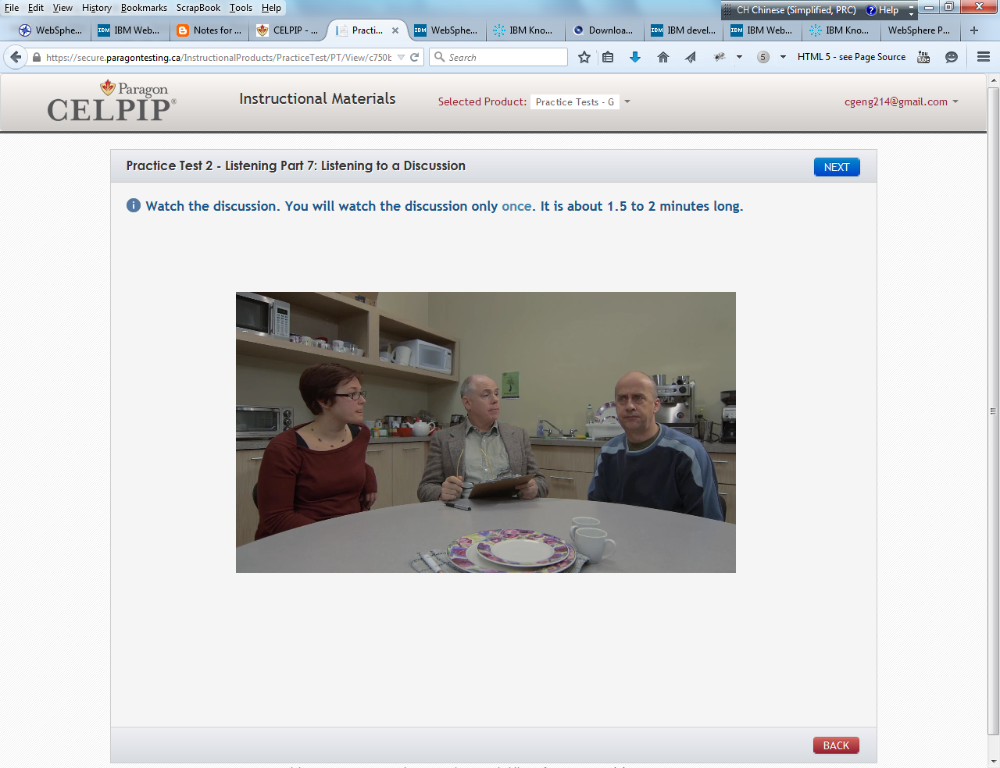 File Edit View History Bookmarks ScrapBook Tools Help
CH Chinese (Simplified, PRC) Help
WebSphe... IBM Web... Notes for ... CELPIP - ... Practi... WebSphe... IBM Kno... Downloa... IBM devel... IBM Web... IBM Kno... WebSphere P...
https://secure.paragontesting.ca/InstructionalProducts/PracticeTest/PT/View/c750b
Search
5
HTML 5 - see Page Source
You Tube
Paragon
CELPIP®
Instructional Materials
Selected Product: Practice Tests - G
cgeng214@gmail.com
Practice Test 2 - Listening Part 7: Listening to a Discussion
NEXT
Watch the discussion. You will watch the discussion only once. It is about 1.5 to 2 minutes long.
BACK